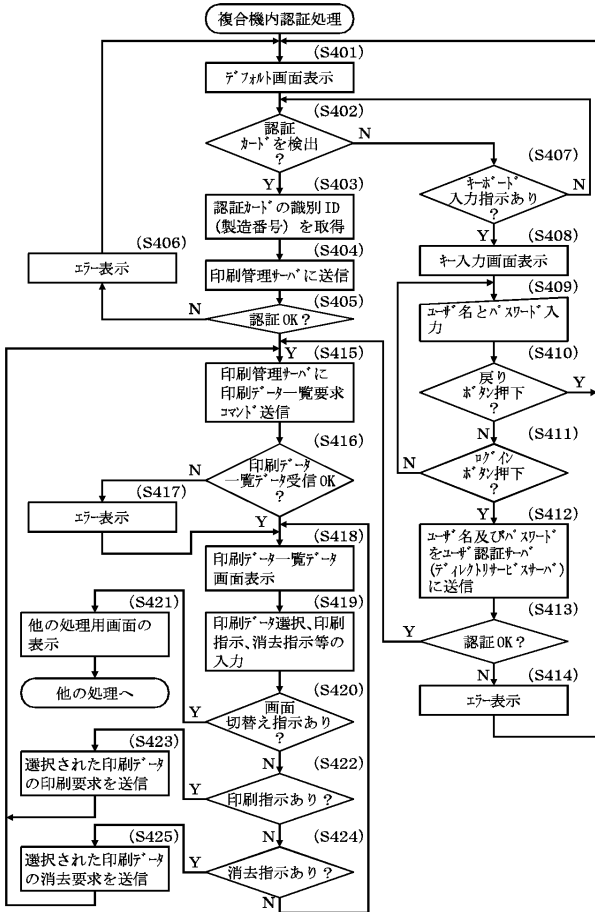 複合機内認証処理
(S401)
ﾃﾞﾌｫﾙﾄ画面表示
(S402)
認証
ｶｰﾄﾞを検出
?
N
Y
(S403)
認証ｶｰﾄﾞの識別ID
(製造番号)を取得
(S404)
印刷管理ｻｰﾊﾞに送信
(S405)
認証OK?
N
Y
(S406)
ｴﾗｰ表示
(S407)
ｷｰﾎﾞｰﾄﾞ
入力指示あり?
N
Y
(S408)
ｷｰ入力画面表示
(S409)
ﾕｰｻﾞ名とﾊﾟｽﾜｰﾄﾞ入
力
(S410)
戻り
ﾎﾞﾀﾝ押下
?
Y
N
(S411)
ﾛｸﾞｲﾝ
ﾎﾞﾀﾝ押下
?
N
Y
(S412)
ﾕｰｻﾞ名及びﾊﾟｽﾜｰﾄﾞ
をﾕｰｻﾞ認証ｻｰﾊﾞ
(ﾃﾞｨﾚｸﾄﾘｻｰﾋﾞｽｻｰﾊﾞ)
に送信
(S413)
認証OK?
Y
N
(S414)
ｴﾗｰ表示
(S415)
印刷管理ｻｰﾊﾞに
印刷ﾃﾞｰﾀ一覧要求
ｺﾏﾝﾄﾞ送信
(S416)
印刷ﾃﾞｰﾀ
一覧ﾃﾞｰﾀ受信OK
?
N
Y
(S417)
ｴﾗｰ表示
(S418)
印刷ﾃﾞｰﾀ一覧ﾃﾞｰﾀ
画面表示
(S419)
印刷ﾃﾞｰﾀ選択、印刷
指示、消去指示等の
入力
(S420)
画面
切替え指示あり
?
Y
N
(S421)
他の処理用画面の
表示
他の処理へ
(S422)
印刷指示あり?
Y
N
(S423)
選択された印刷ﾃﾞｰﾀ
の印刷要求を送信
(S424)
消去指示あり?
Y
N
(S425)
選択された印刷ﾃﾞｰﾀ
の消去要求を送信